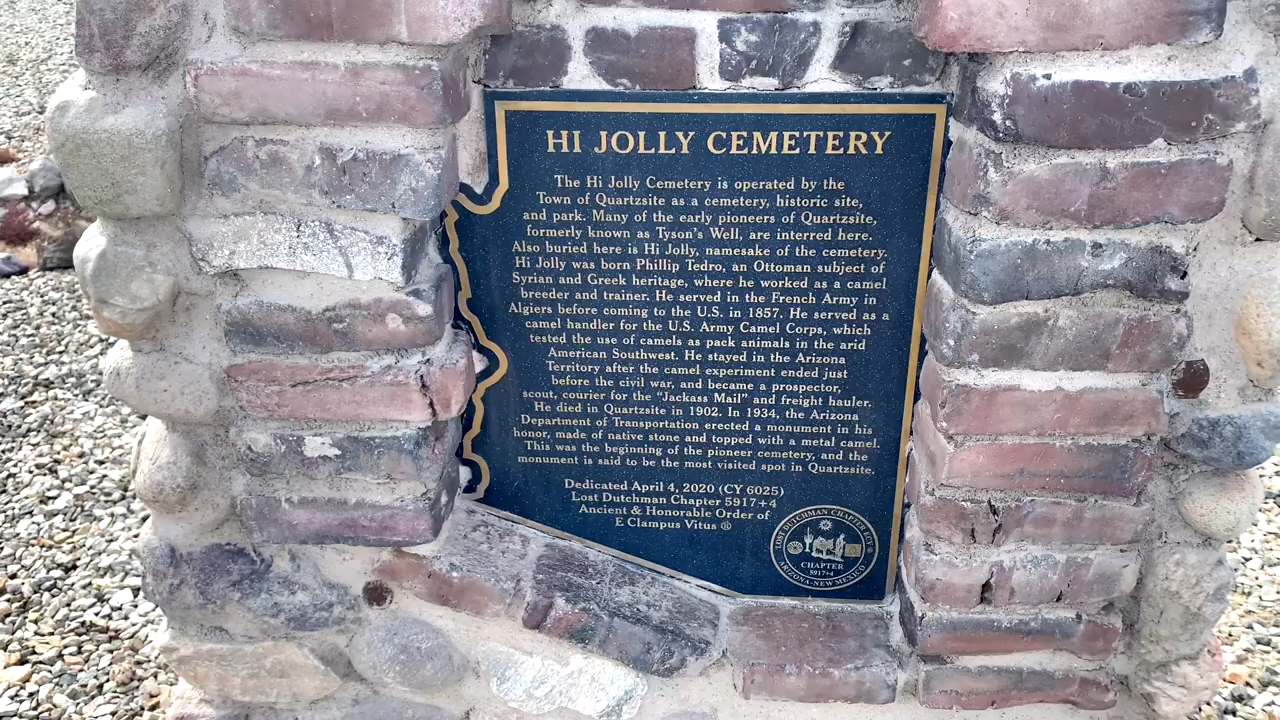 HI JOLLY CEMETERY
The Hi Jolly Cemetery is operated by the
Town of Quartzsite as a cemetery, historic site,
and park. Many of the early pioneers of Quartzsite,
formerly known as Tyson's Well, are interred here.
Also buried here is Hi Jolly, namesake of the cemetery.
Hi Jolly was born Phillip Tedro, an Ottoman subject of
Syrian and Greek heritage, where he worked as a camel
breeder and trainer. He served in the French Army in
Algiers before coming to the U.S. in 1857. He served as a
camel handler for the U.S. Army Camel Corps, which
tested the use of camels as pack animals in the arid
American Southwest. He stayed in the Arizona
Territory after the camel experiment ended just
before the civil war, and became a prospector,
scout, courier for the "Jackass Mail" and freight hauler.
He died in Quartzsite in 1902. In 1934, the Arizona
Department of Transportation erected a monument in his
honor, made of native stone and topped with a metal camel.
This was the beginning of the pioneer cemetery, and the
monument is said to be the most visited spot in Quartzsite.
Dedicated April 4, 2020 (CY 6025)
Lost Dutchman Chapter 5917+4
Ancient & Honorable Order of
E Clampus Vitus ®
LOST DUTCHMAN CHAPTER ECV
CHAPTER
5917+4
ARIZONA-NEW MEXICO